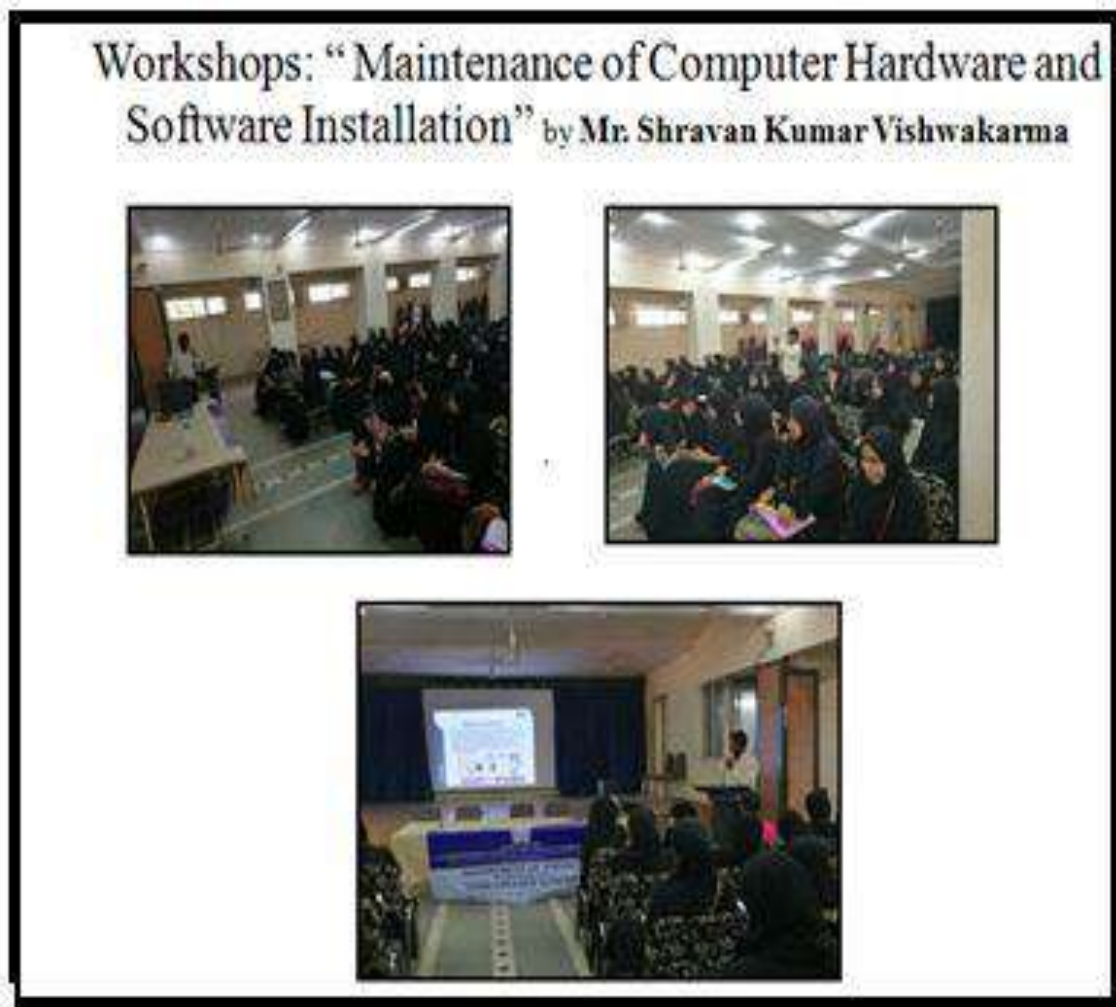 Workshops: “ Maintenance of Computer Hardware and
Software Installation” by Mr. Shravan Kumar Vishwakarma